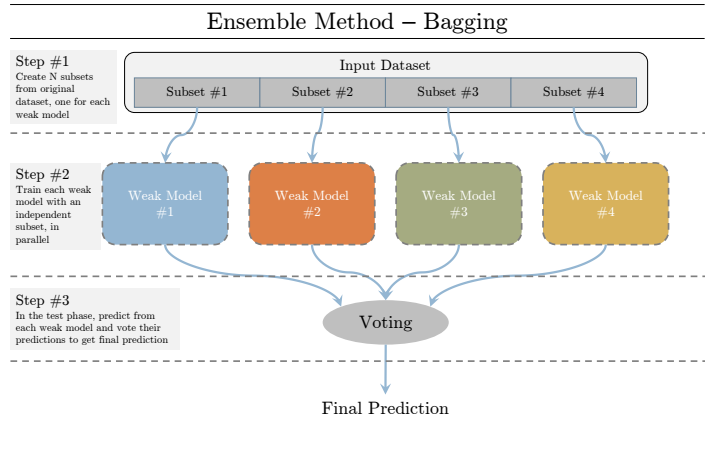 Ensemble Method – Bagging
Step #1
Create N subsets
from original
dataset, one for each
weak model
Input Dataset
Subset #1
Subset #2
Subset #3
Subset #4
Step #2
Train each weak
model with an
independent
subset, in
parallel
Weak Model
#1
Weak Model
#2
Weak Model
#3
Weak Model
#4
Step #3
In the test phase, predict from
each weak model and vote their
predictions to get final prediction
Voting
Final Prediction